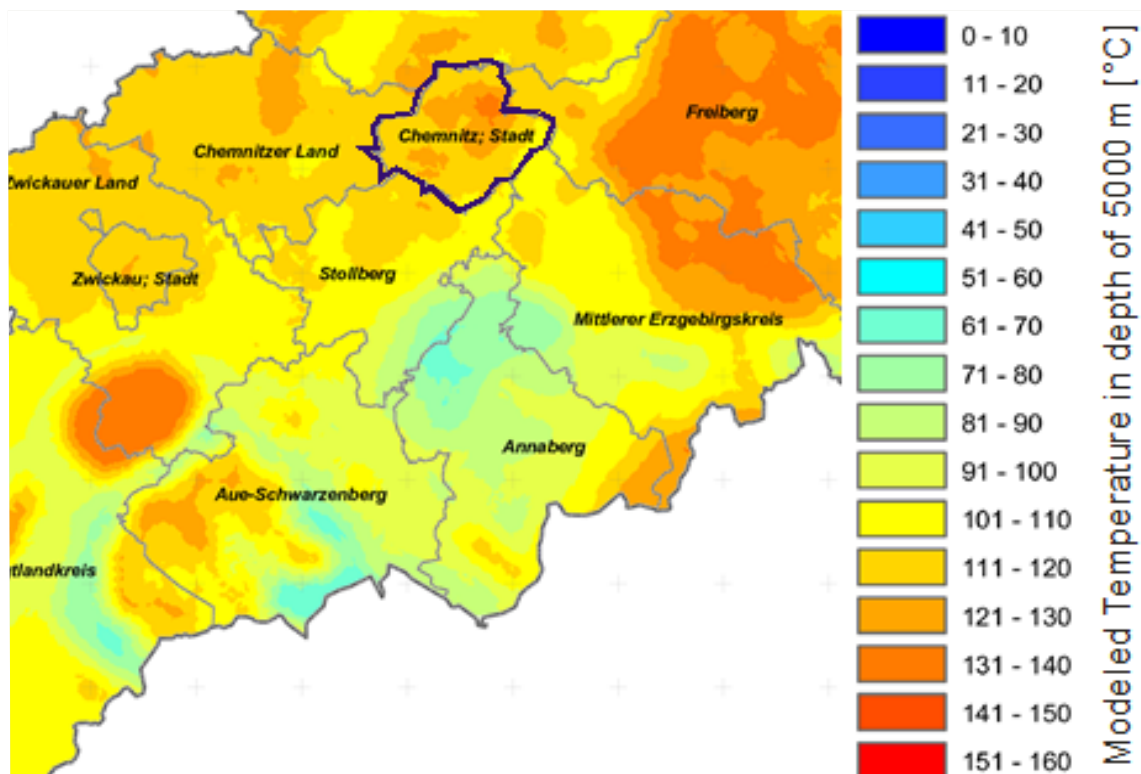 Freiberg
Chemnitz; Stadt
Chemnitzer Land
Zwickauer Land
Zwickau; Stadt
Stollberg
Mittlerer Erzgebirgskreis
Annaberg
Aue-Schwarzenberg
tlandkreis
0 - 10
11 - 20
21 - 30
31 - 40
41 - 50
51 - 60
61 - 70
71 - 80
81 - 90
91 - 100
101 - 110
111 - 120
121 - 130
131 - 140
141 - 150
151 - 160
Modeled Temperature in depth of 5000 m [°C]